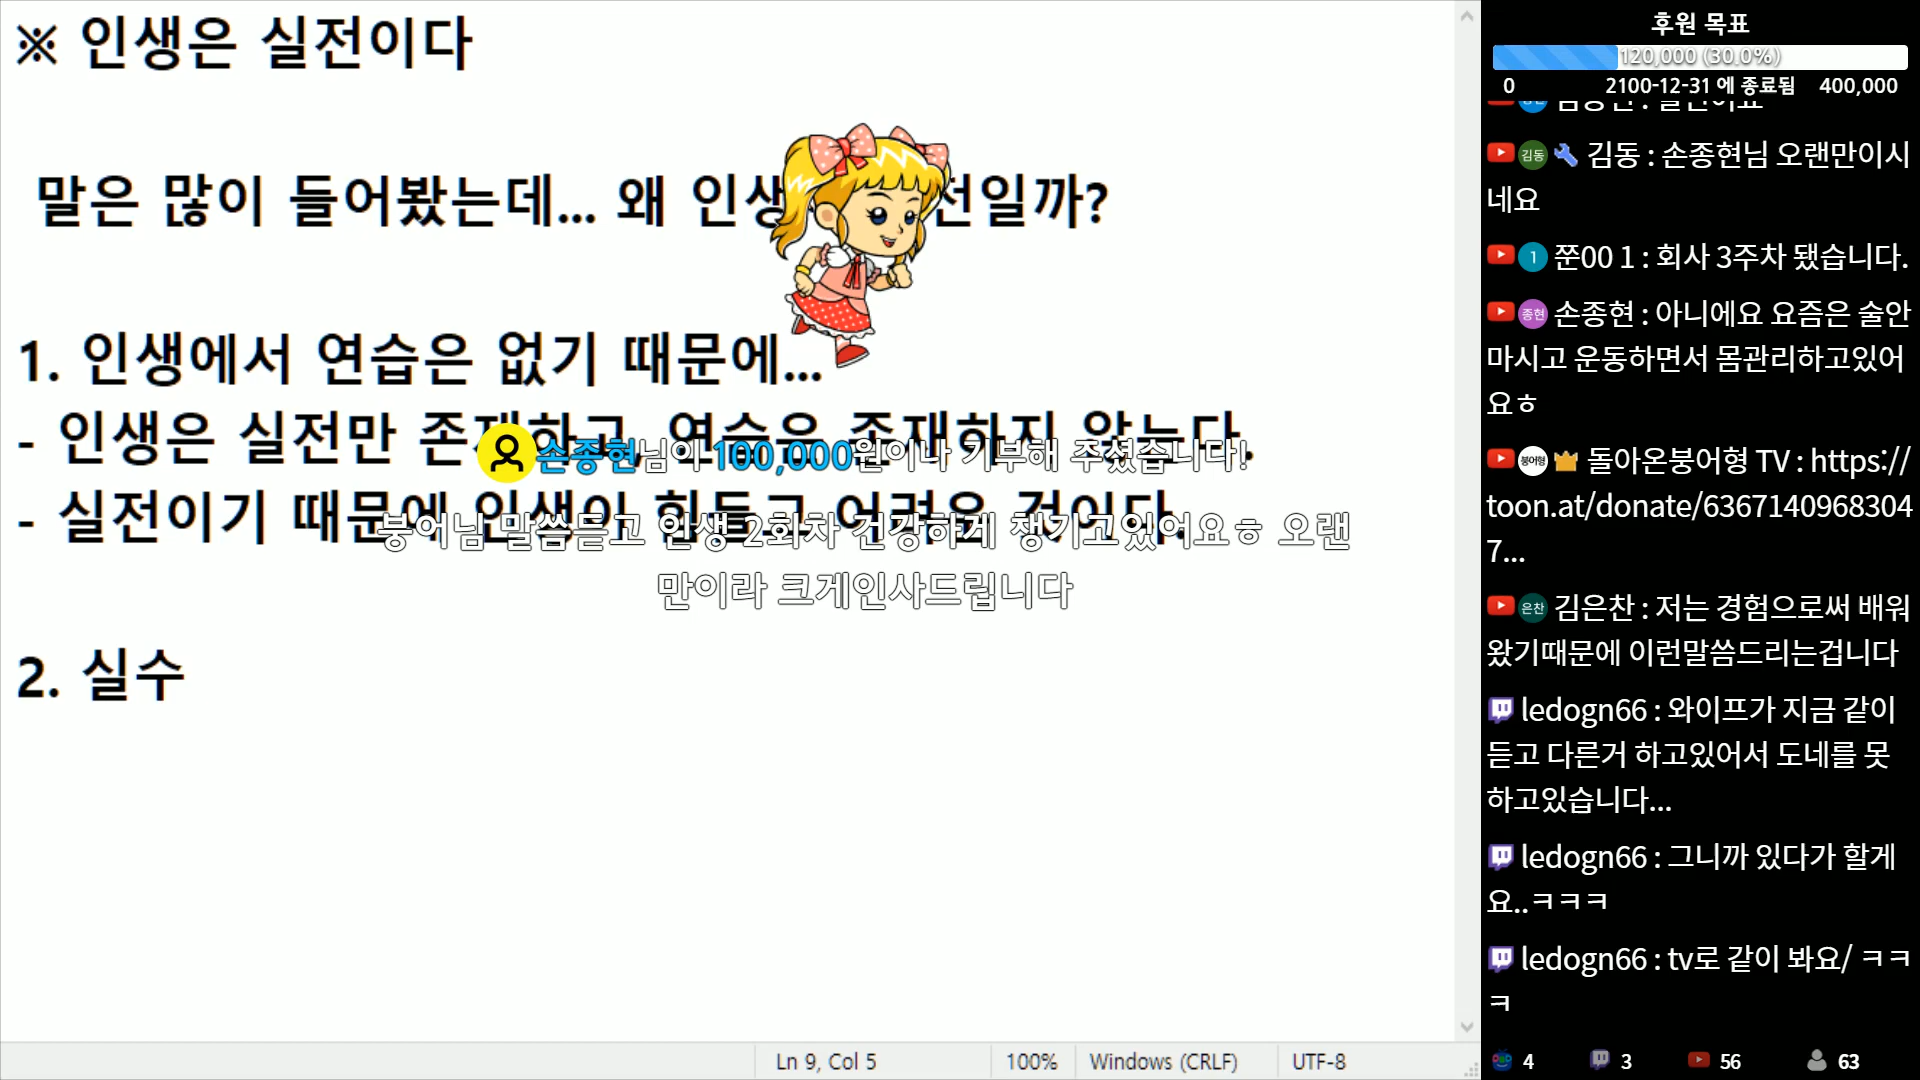 ※ 인생은 실전이다
말은 많이 들어봤는데... 왜 인생 전일까?
1. 인생에서 연습은 없기 때문에...
- 인생은 실전만 존재하고, 연습은 존재하지 않는다.
손종현님이 100,000원이나 기부해 주셨습니다!
- 실전이기 때문에 인생이 힘들고 어려운 것이다.
붕어님 말씀듣고 인생 2회차 건강하게 챙기고있어요ㅎ 오랜
만이라 크게인사드립니다
2. 실수
Ln 9, Col 5
100%
Windows (CRLF)
UTF-8
후원 목표
120,000 (30.0%)
0
2100-12-31 에 종료됨
400,000
김동
김동 : 손종현님 오랜만이시
네요
1
쭌00 1 : 회사 3주차 됐습니다.
종현
손종현 : 아니에요 요즘은 술안
마시고 운동하면서 몸관리하고있어
요ㅎ
붕어형
돌아온붕어형 TV : https://
toon.at/donate/6367140968304
7...
은찬
김은찬 : 저는 경험으로써 배워
왔기때문에 이런말씀드리는겁니다
ledogn66 : 와이프가 지금 같이
듣고 다른거 하고있어서 도네를 못
하고있습니다...
ledogn66 : 그니까 있다가 할게
요..ㅋㅋㅋ
ledogn66 : tv로 같이 봐요/ ㅋㅋ
ㅋ
4
3
56
63